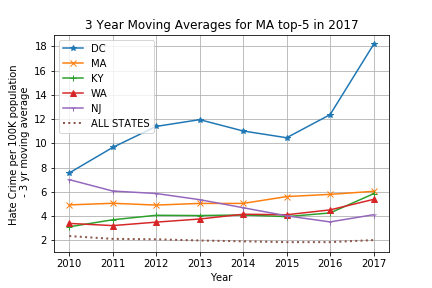 3 Year Moving Averages for MA top-5 in 2017
Hate Crime per 100K population
- 3 yr moving average
18
16
14
12
10
8
6
4
2
DC
MA
KY
WA
NJ
ALL STATES
2010 2011 2012 2013 2014 2015 2016 2017
Year